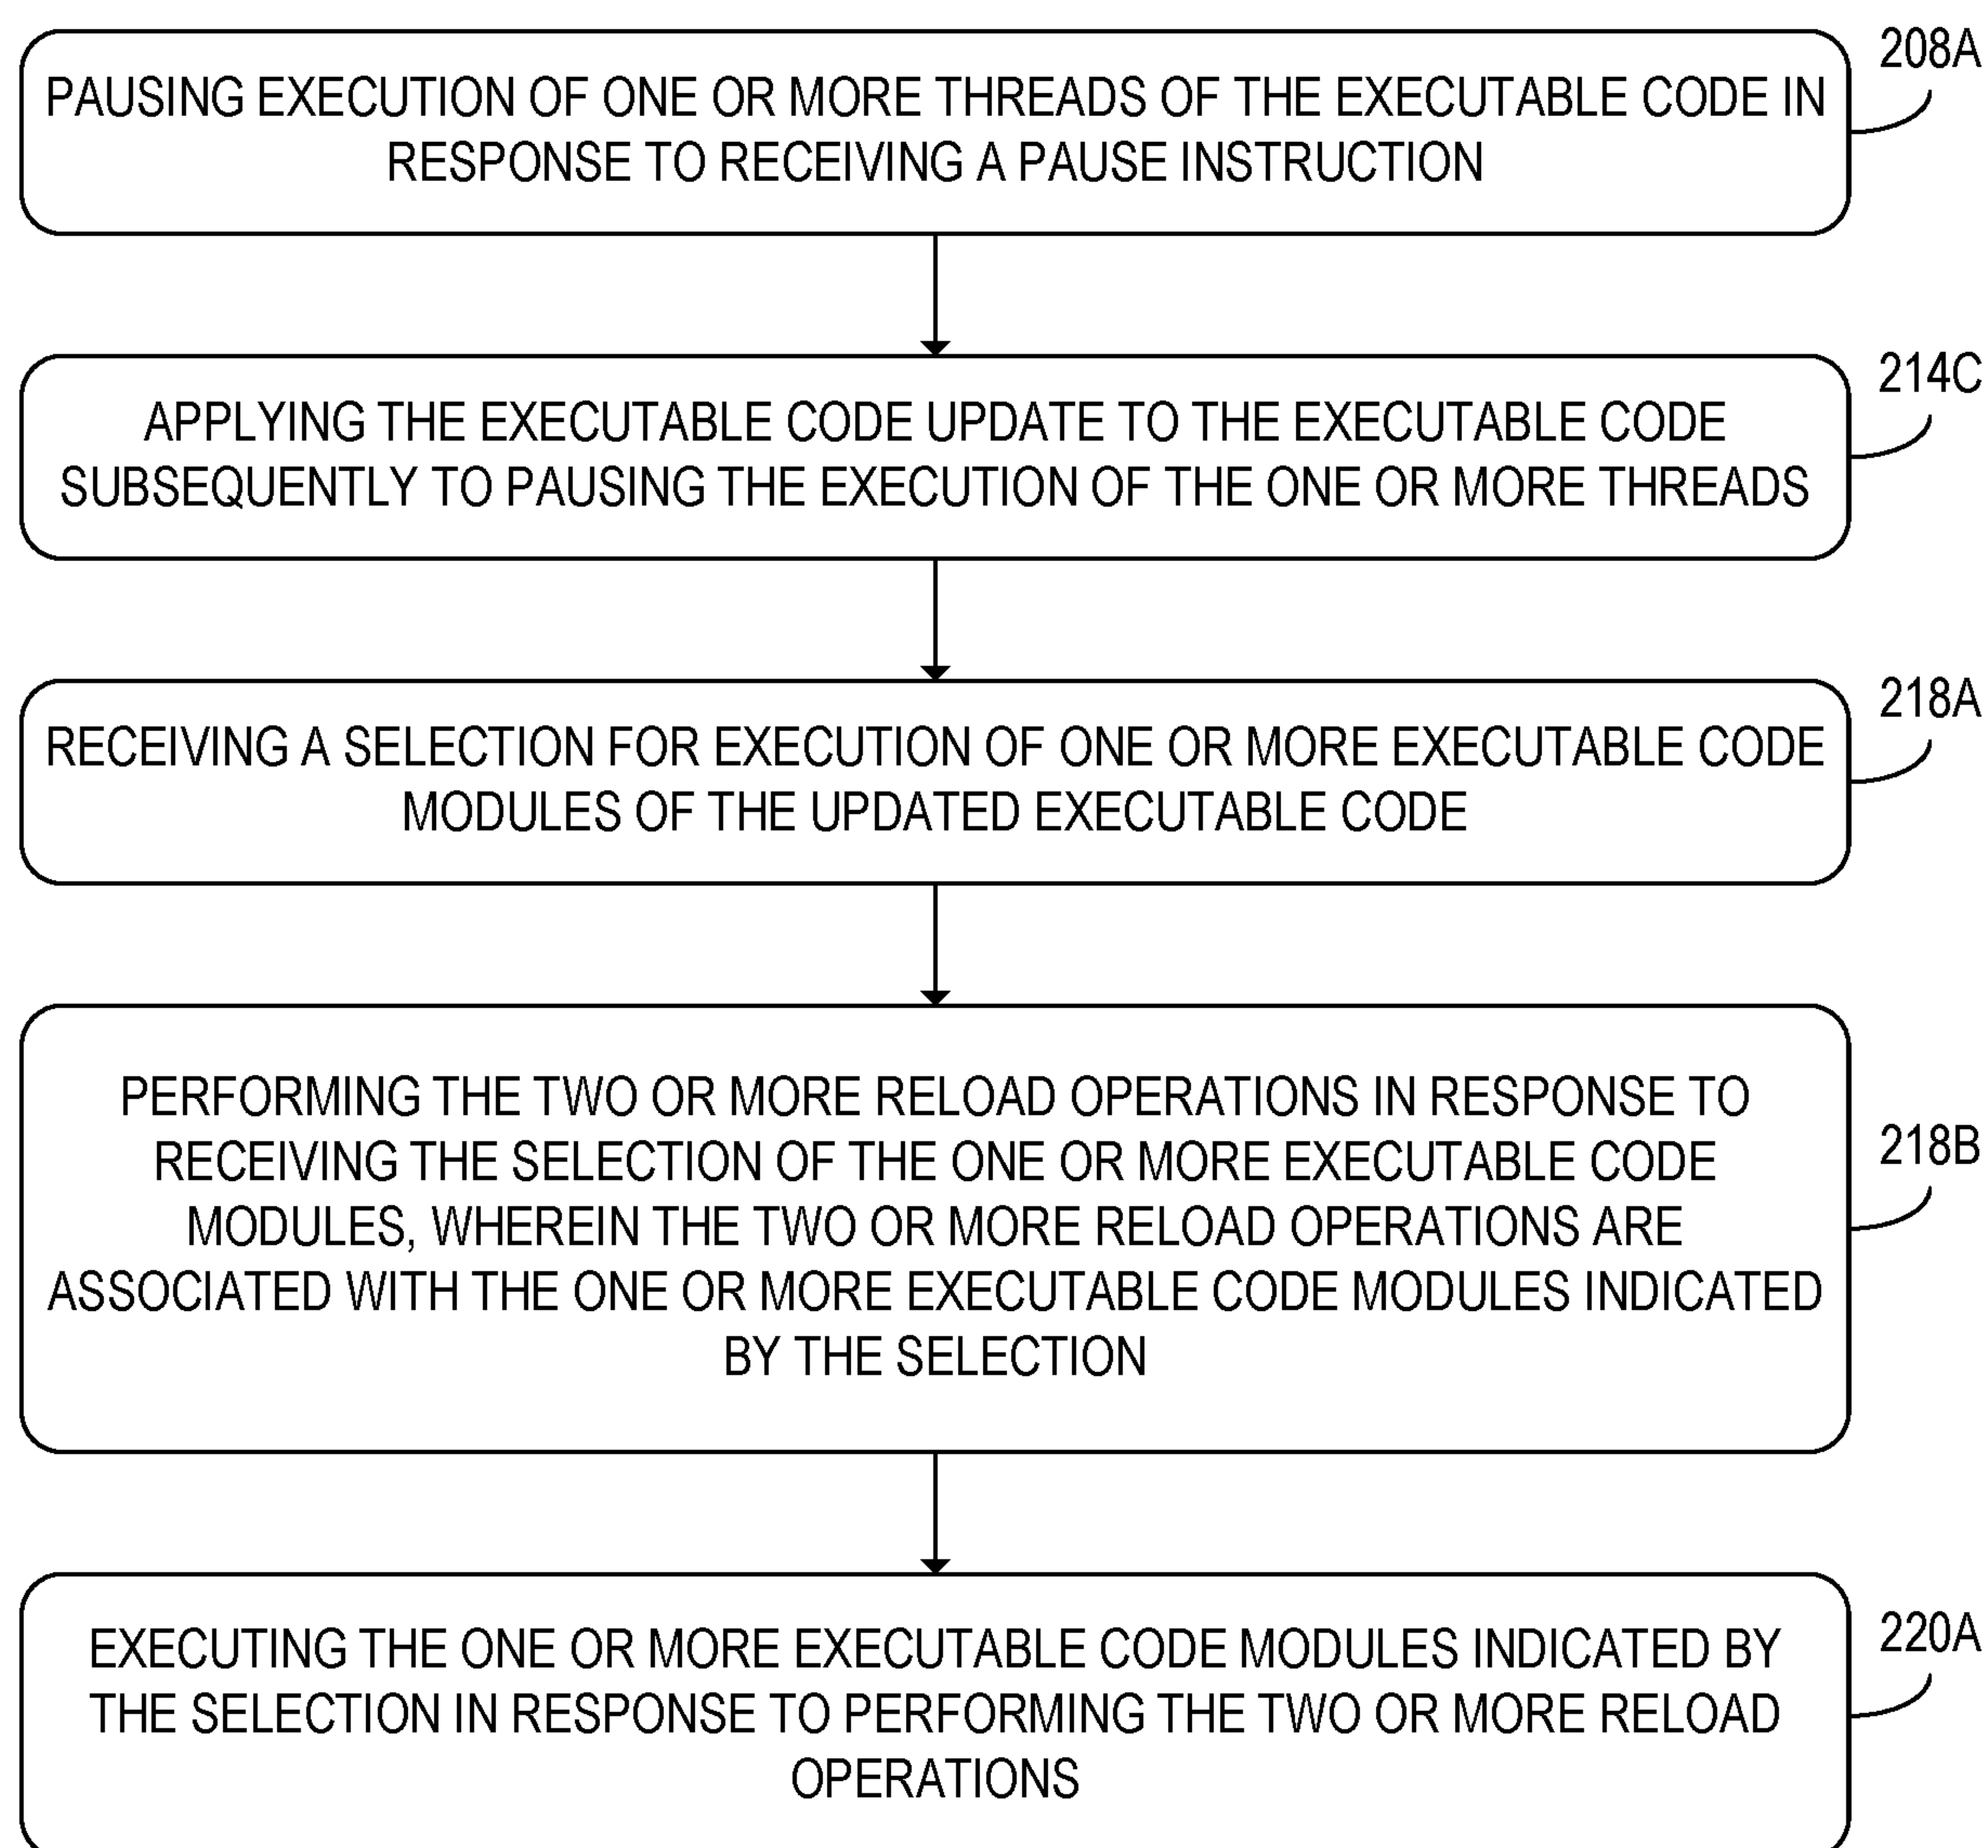 208A
PAUSING EXECUTION OF ONE OR MORE THREADS OF THE EXECUTABLE CODE IN
RESPONSE TO RECEIVING A PAUSE INSTRUCTION
214C
APPLYING THE EXECUTABLE CODE UPDATE TO THE EXECUTABLE CODE
SUBSEQUENTLY TO PAUSING THE EXECUTION OF THE ONE OR MORE THREADS
218A
RECEIVING A SELECTION FOR EXECUTION OF ONE OR MORE EXECUTABLE CODE
MODULES OF THE UPDATED EXECUTABLE CODE
218B
PERFORMING THE TWO OR MORE RELOAD OPERATIONS IN RESPONSE TO
RECEIVING THE SELECTION OF THE ONE OR MORE EXECUTABLE CODE
MODULES, WHEREIN THE TWO OR MORE RELOAD OPERATIONS ARE
ASSOCIATED WITH THE ONE OR MORE EXECUTABLE CODE MODULES INDICATED
BY THE SELECTION
220A
EXECUTING THE ONE OR MORE EXECUTABLE CODE MODULES INDICATED BY
THE SELECTION IN RESPONSE TO PERFORMING THE TWO OR MORE RELOAD
OPERATIONS